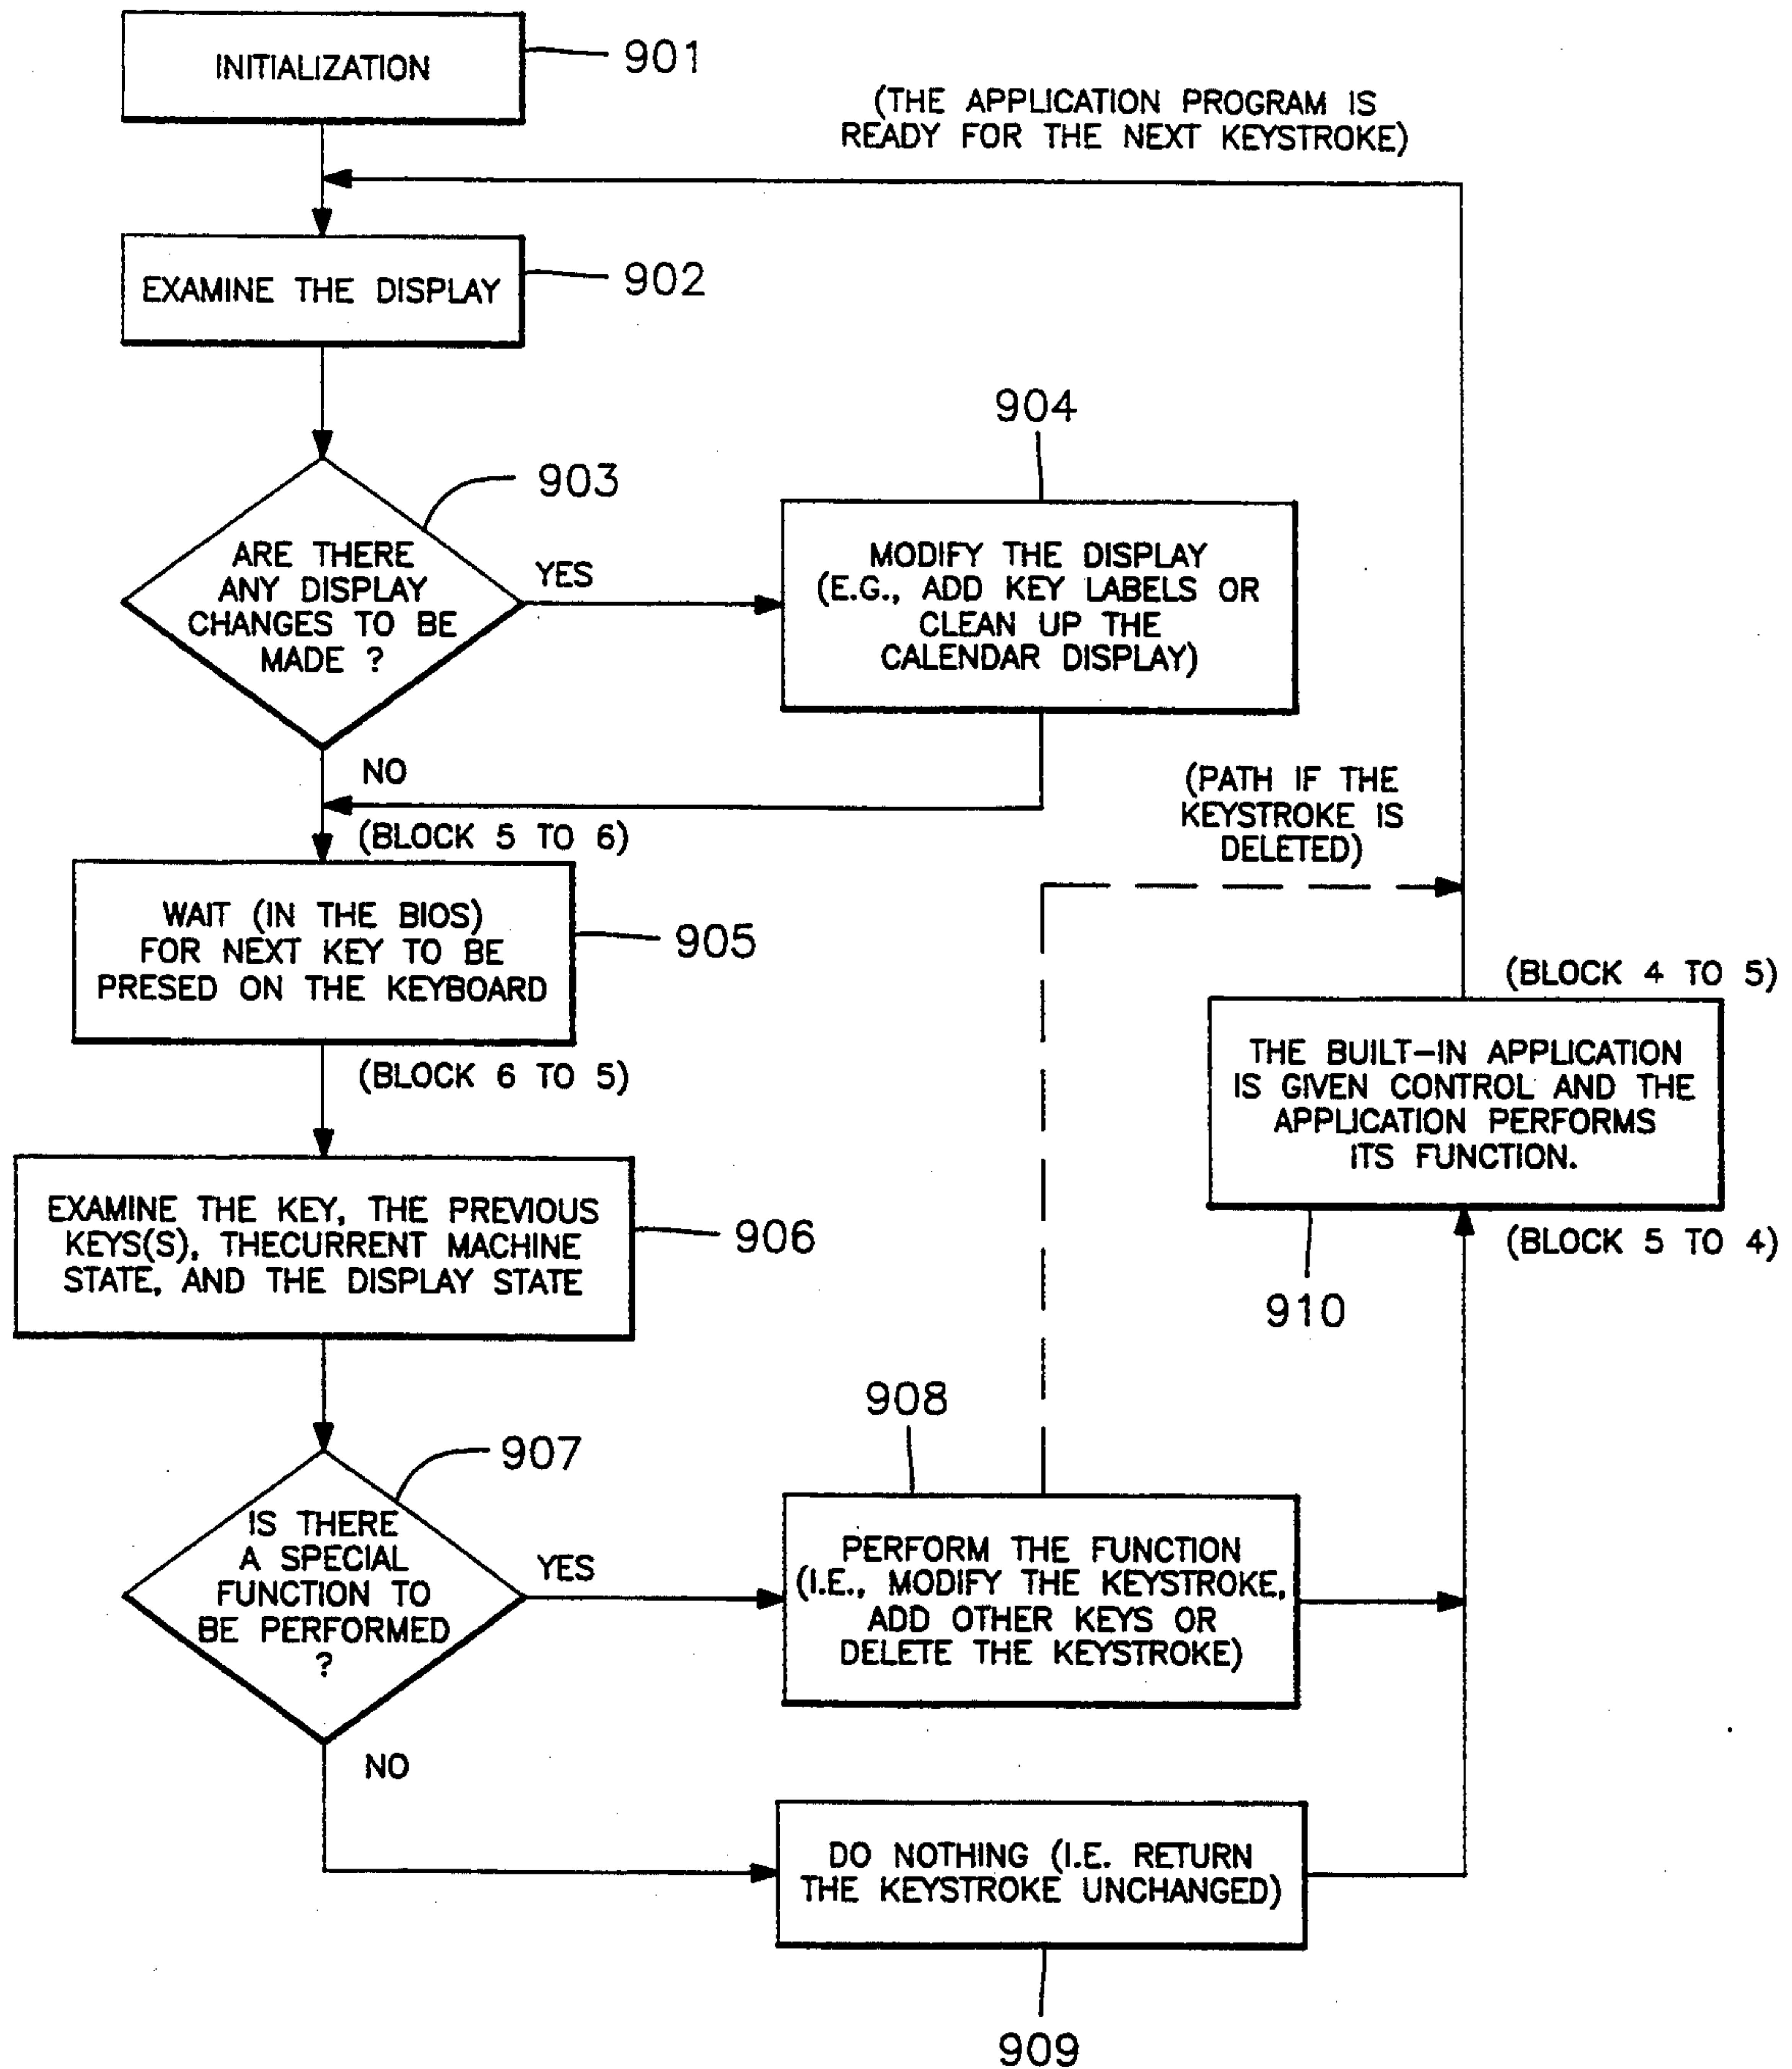 INITIALIZATION
901
(THE APPLICATION PROGRAM IS
READY FOR THE NEXT KEYSTROKE)
EXAMINE THE DISPLAY
902
903
ARE THERE
ANY DISPLAY
CHANGES TO BE
MADE ?
YES
904
MODIFY THE DISPLAY
(E.G., ADD KEY LABELS OR
CLEAN UP THE
CALENDAR DISPLAY)
NO
(BLOCK 5 TO 6)
(PATH IF THE
KEYSTROKE IS
DELETED)
WAIT (IN THE BIOS)
FOR NEXT KEY TO BE
PRESED ON THE KEYBOARD
905
(BLOCK 6 TO 5)
(BLOCK 4 TO 5)
THE BUILT-IN APPLICATION
IS GIVEN CONTROL AND THE
APPLICATION PERFORMS
ITS FUNCTION.
910
(BLOCK 5 TO 4)
EXAMINE THE KEY, THE PREVIOUS
KEYS(S), THECURRENT MACHINE
STATE, AND THE DISPLAY STATE
906
907
IS THERE
A SPECIAL
FUNCTION TO
BE PERFORMED
?
YES
908
PERFORM THE FUNCTION
(I.E., MODIFY THE KEYSTROKE,
ADD OTHER KEYS OR
DELETE THE KEYSTROKE)
NO
DO NOTHING (I.E. RETURN
THE KEYSTROKE UNCHANGED)
909